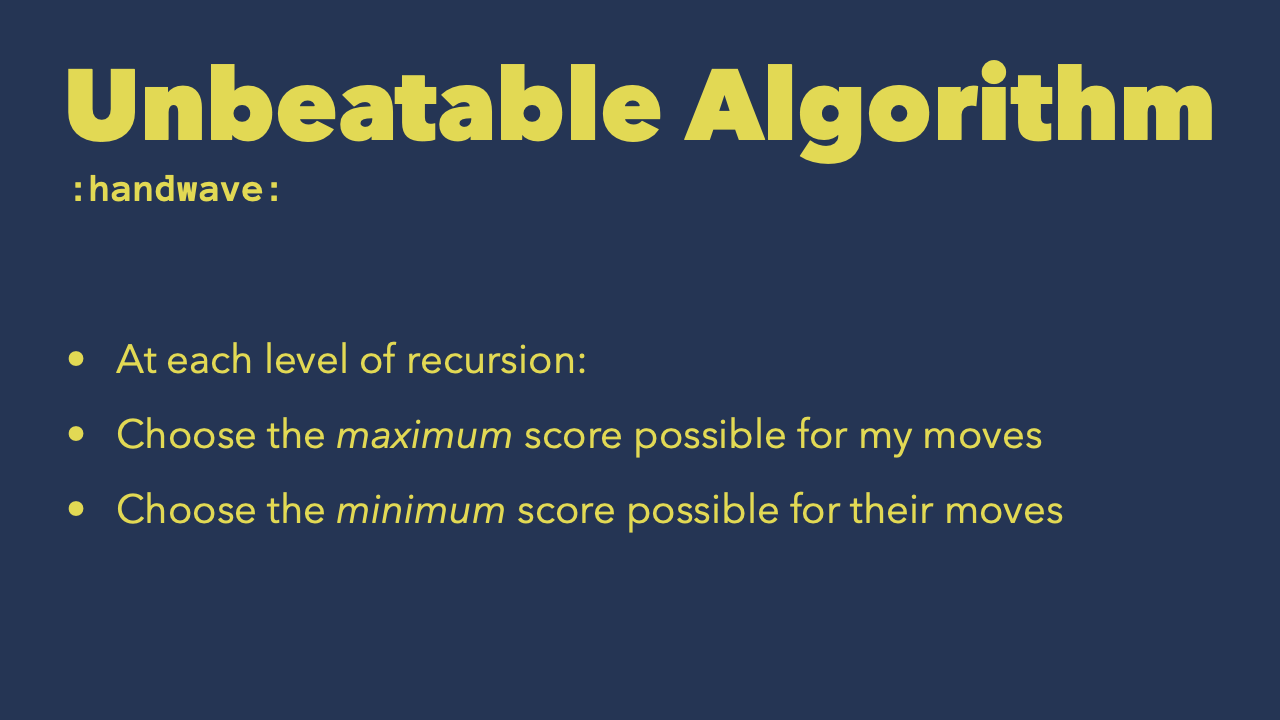 Unbeatable Algorithm
:handwave:
• At each level of recursion:
• Choose the maximum score possible for my moves
• Choose the minimum score possible for their moves